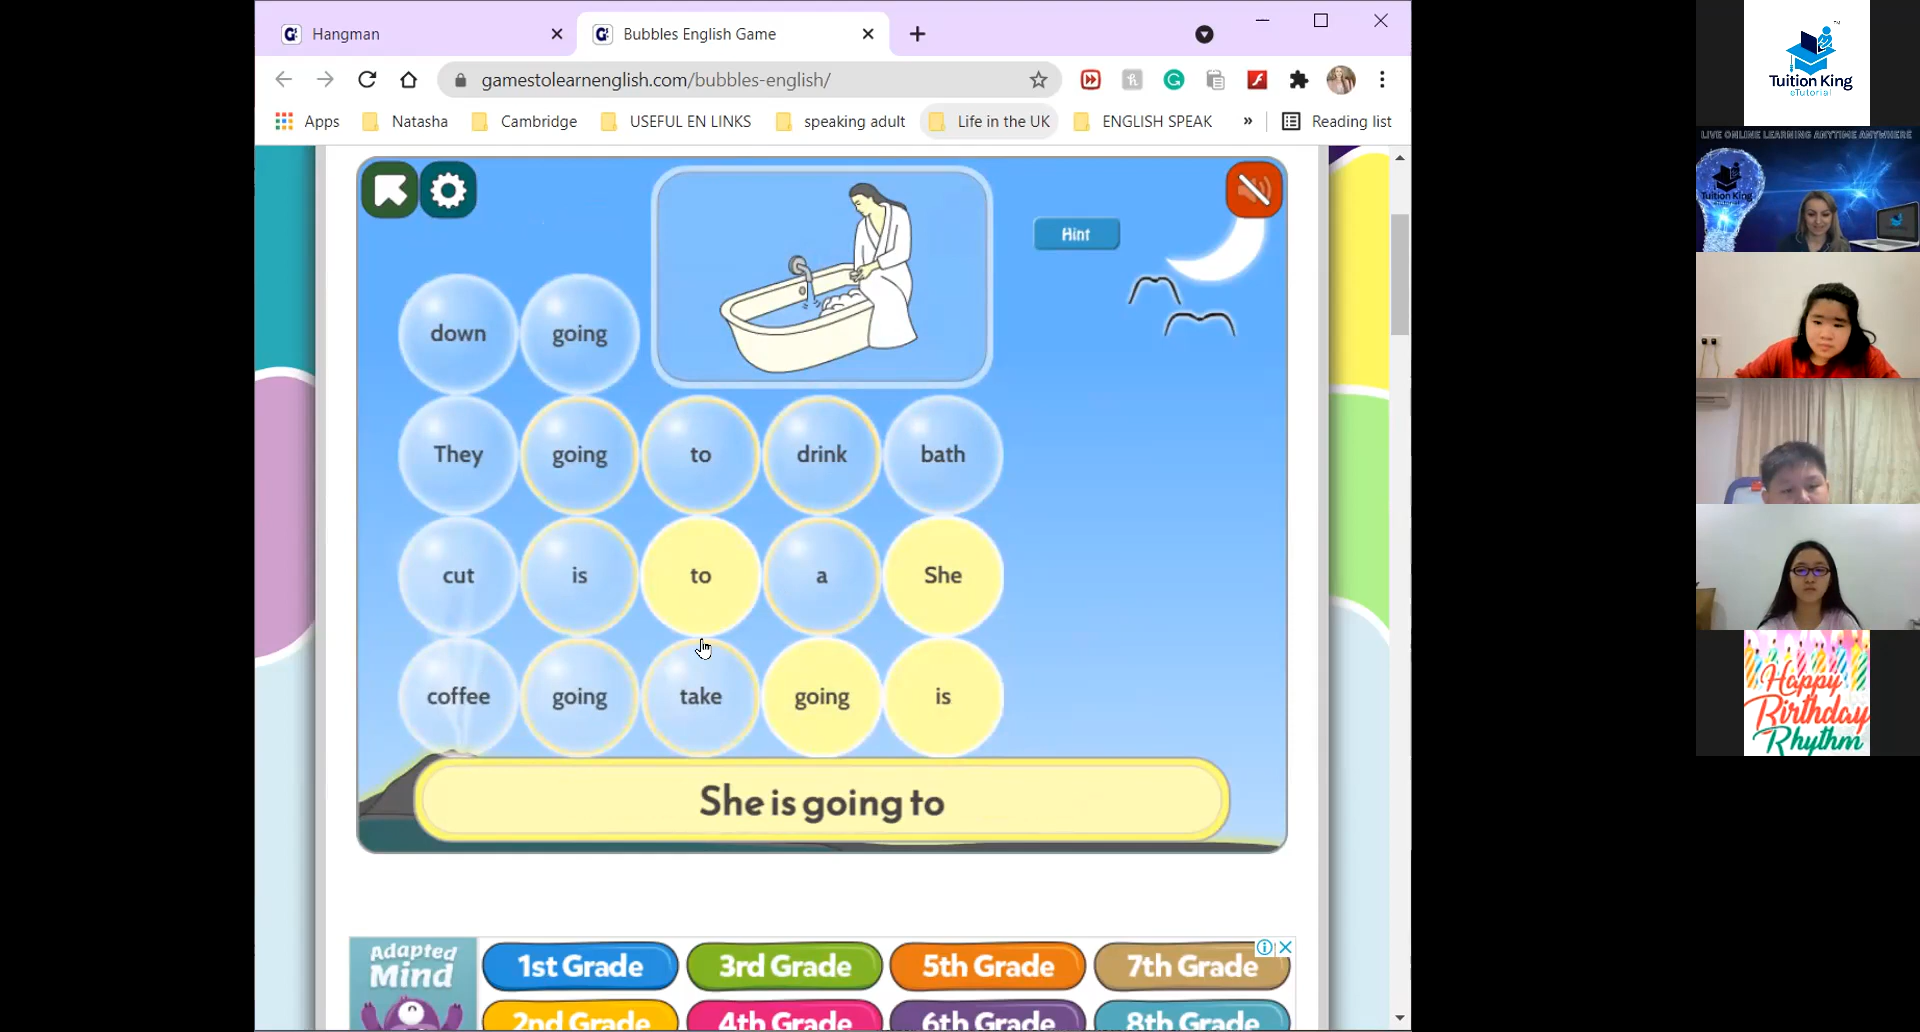 Hangman
Bubbles English Game
gamestolearnenglish.com/bubbles-english/
Apps Natasha Cambridge USEFUL EN LINKS speaking adult Life in the UK ENGLISH SPEAK » Reading list
Hint
down going
They going to drink bath
cut is to a She
coffee going take going is
She is going to
Adapted
Mind
1st Grade 3rd Grade 5th Grade 7th Grade
2nd Grade 4th Grade 6th Grade 8th Grade
Tuition King
eTutorial
LIVE ONLINE LEARNING ANYTIME ANYWHERE
Tuition King
Happy
Birthday
Rhythm